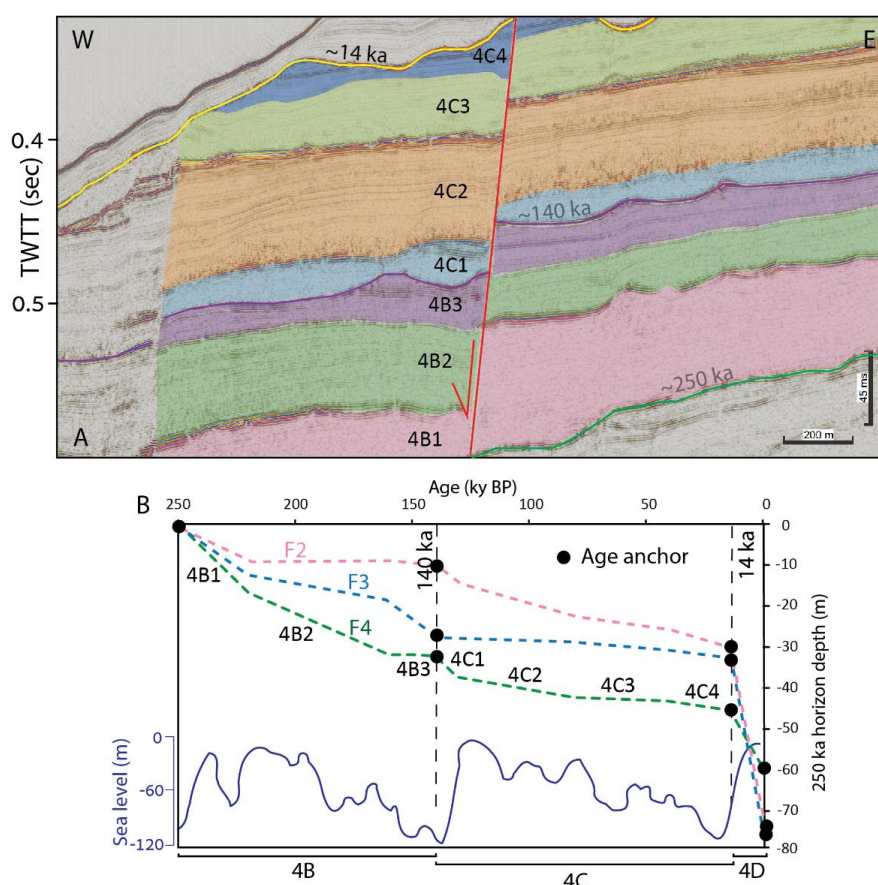 W
E
~14 ka
4C4
4C3
0.4
4C2
TWTT (sec)
~140 ka
4C1
0.5
4B3
4B2
~250 ka
45 ms
A
4B1
200 m
B
Age (ky BP)
250
200
150
100
50
0
0
F2
140 ka
Age anchor
14 ka
-10
4B1
F3
-20
4B2
F4
-30
4B3
4C1
4C2
4C3
4C4
-40
-50
Sea level (m)
0
-60
-120
-60
-70
-80
250 ka horizon depth (m)
4B
4C
4D